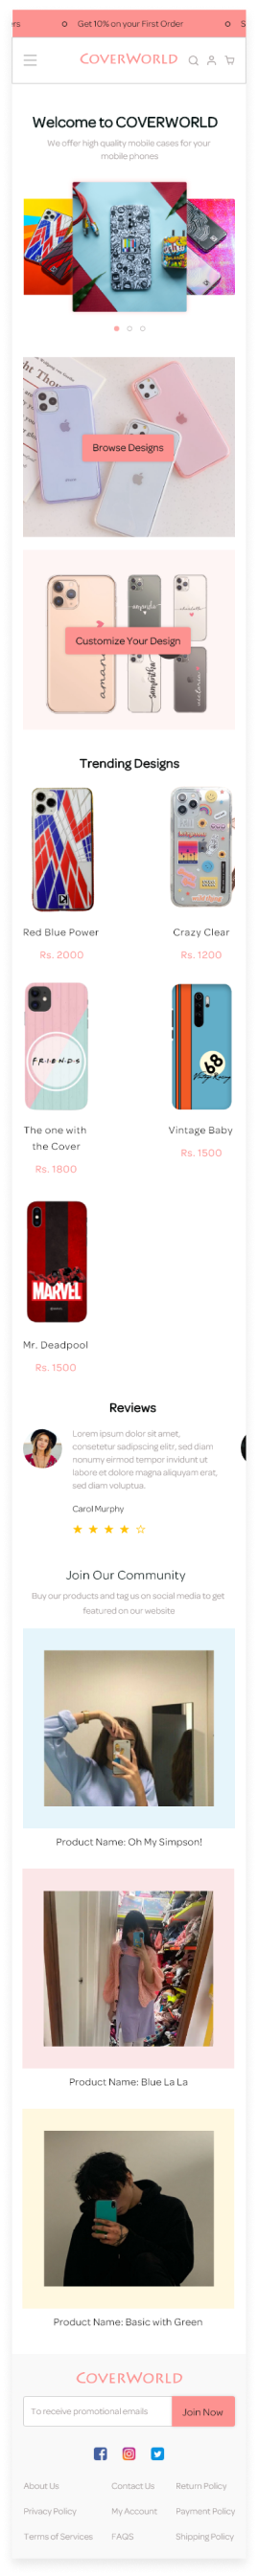 rs
Get 10% on your First Order
S
COVERWORLD
Welcome to COVERWORLD
We offer high quality mobile cases for your
mobile phones
Browse Designs
amanda
samantha
Samantha
Customize Your Design
Trending Designs
Red Blue Power
Rs. 2000
Crazy Clear
Rs. 1200
F·R·I·E·N·D·S
The one with
the Cover
Rs. 1800
68
Vintage Racing
Vintage Baby
Rs. 1500
MARVEL
Mr. Deadpool
Rs. 1500
Reviews
Lorem ipsum dolor sit amet,
consetetur sadipscing elitr, sed diam
nonumy eirmod tempor invidunt ut
labore et dolore magna aliquyam erat,
sed diam voluptua.
Carol Murphy
Join Our Community
Buy our products and tag us on social media to get
featured on our website
Product Name: Oh My Simpson!
Product Name: Blue La La
Product Name: Basic with Green
COVERWORLD
To receive promotional emails
Join Now
About Us
Contact Us
Return Policy
Privacy Policy
My Account
Payment Policy
Terms of Services
FAQS
Shipping Policy